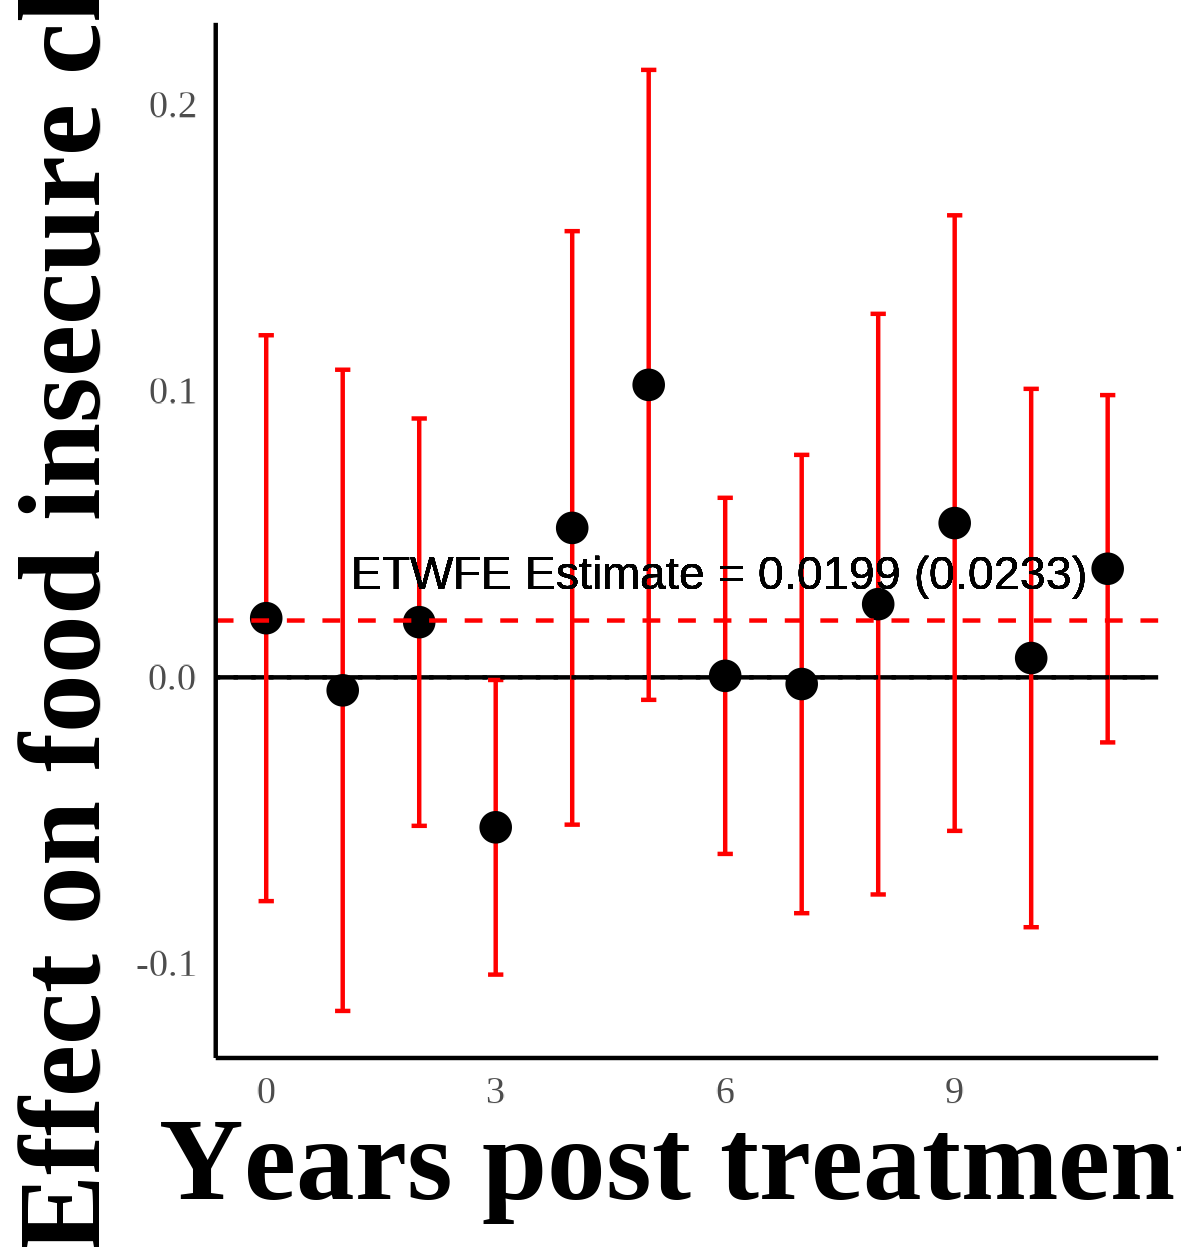 Effect on food insecure
0.2
0.1
0.0
-0.1
ETWFE Estimate = 0.0199 (0.0233)
0 3 6 9
Years post treatment